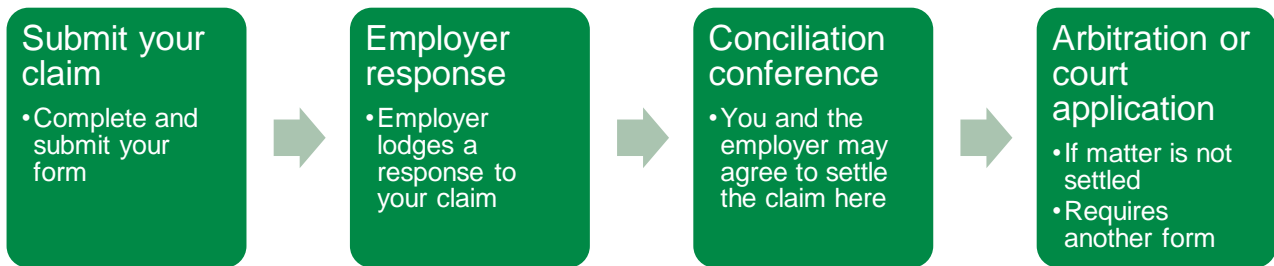 Submit your
claim
•Complete and
submit your
form
Employer
response
•Employer
lodges a
response to
your claim
Conciliation
conference
•You and the
employer may
agree to settle
the claim here
Arbitration or
court
application
•If matter is not
settled
•Requires
another form